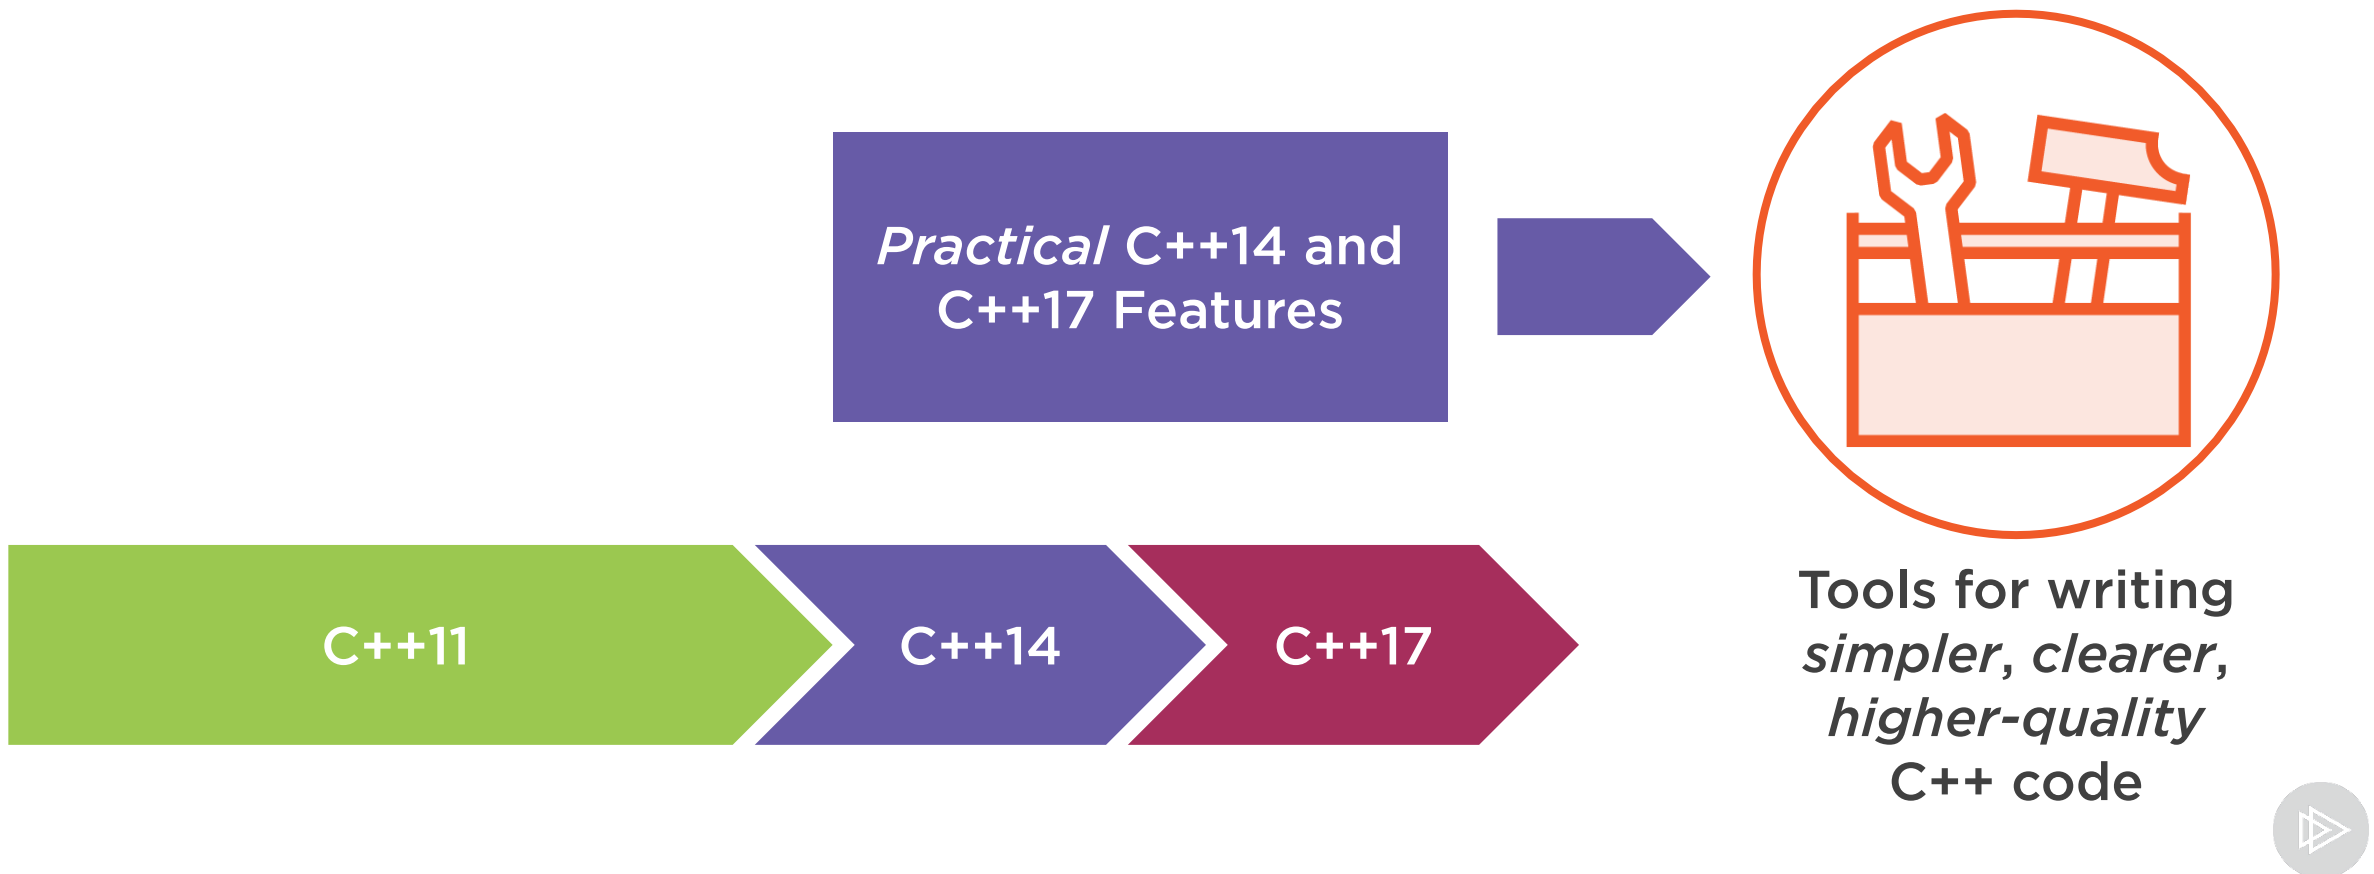 Practical C++14 and
C++17 Features
C++11
C++14
C++17
Tools for writing
simpler, clearer,
higher-quality
C++ code